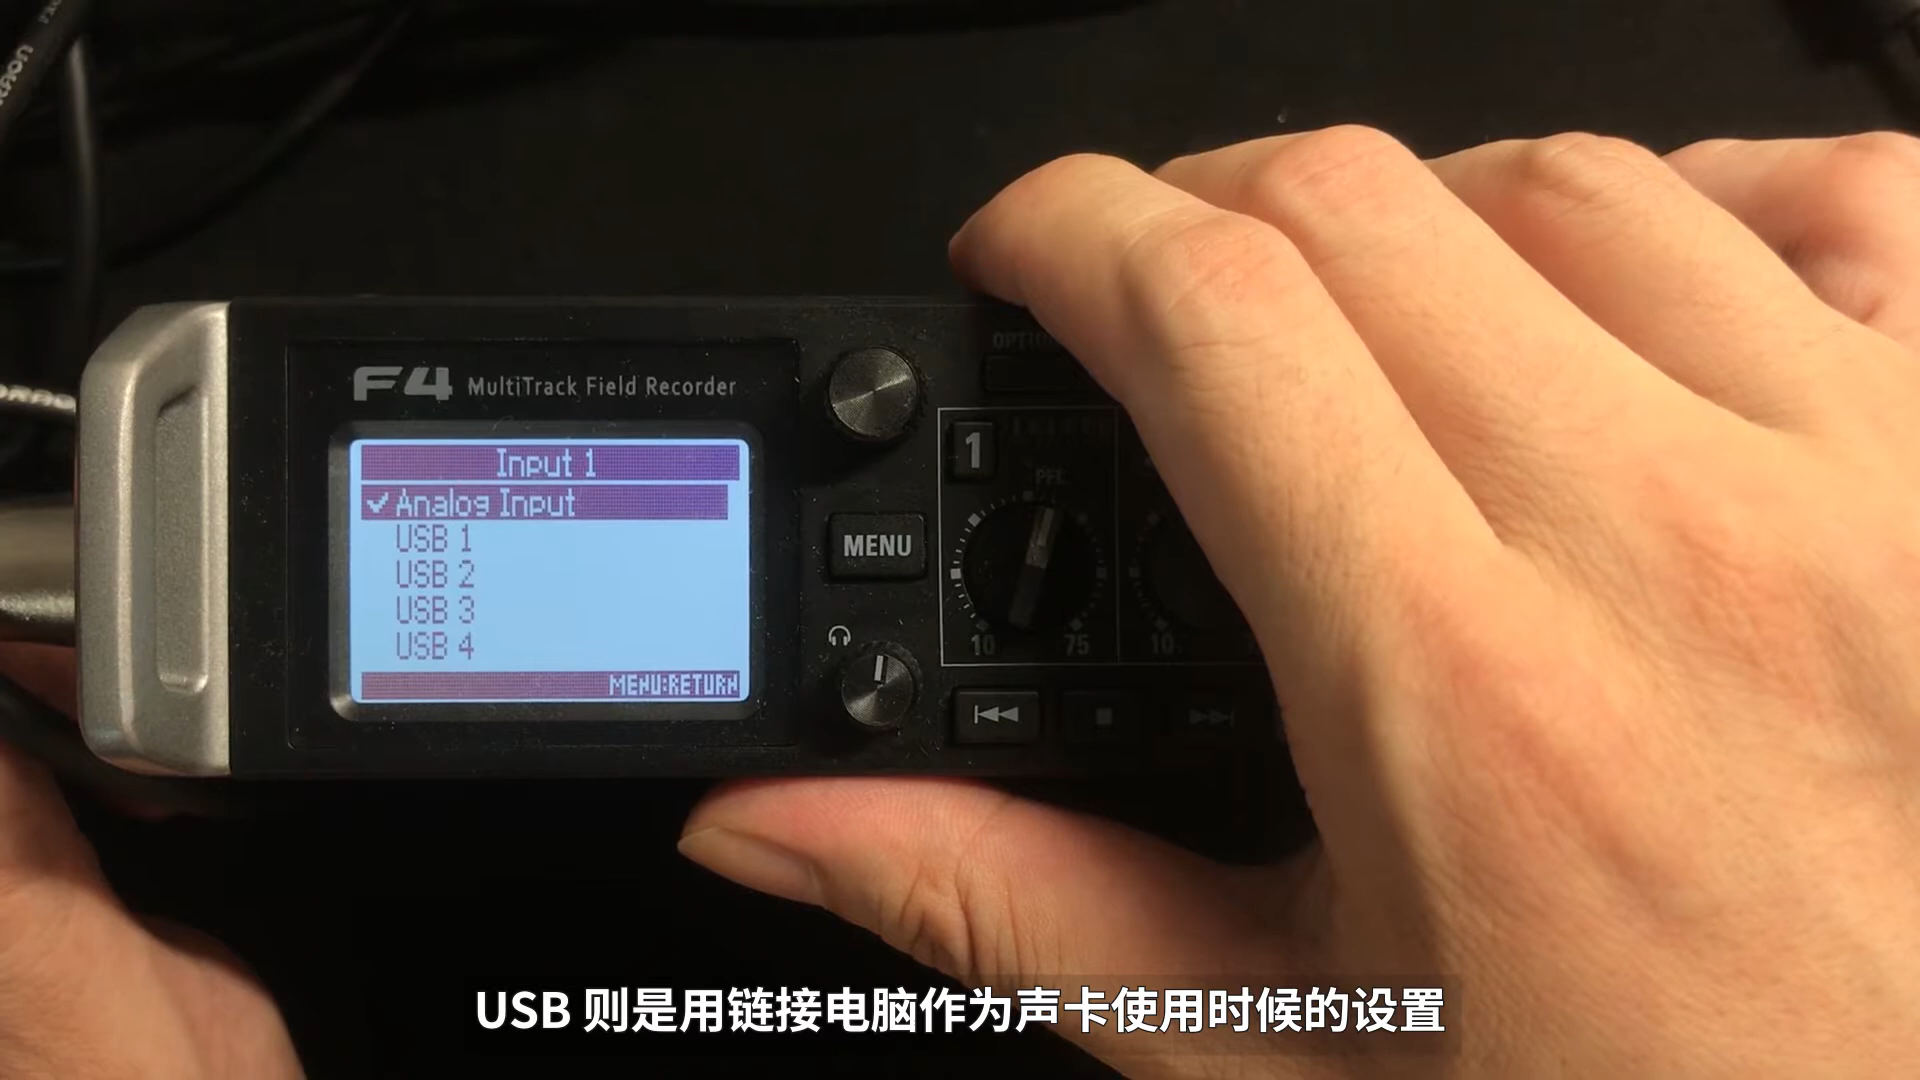 F4 MultiTrack Field Recorder
Input 1
✓Analog Input
USB 1
USB 2
USB 3
USB 4
MENU:RETURN
MENU
1
PFL
10
75
10
USB 则是用链接电脑作为声卡使用时候的设置